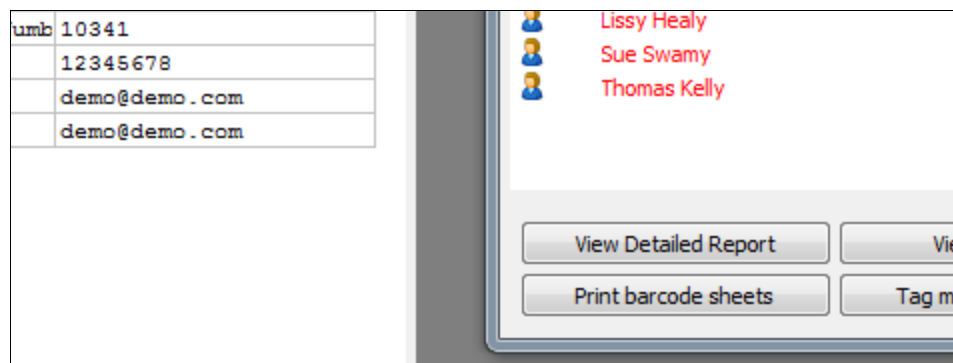 umb 10341
12345678
demo@demo.com
demo@demo.com
Lissy Healy
Sue Swamy
Thomas Kelly
View Detailed Report
Print barcode sheets
Tag